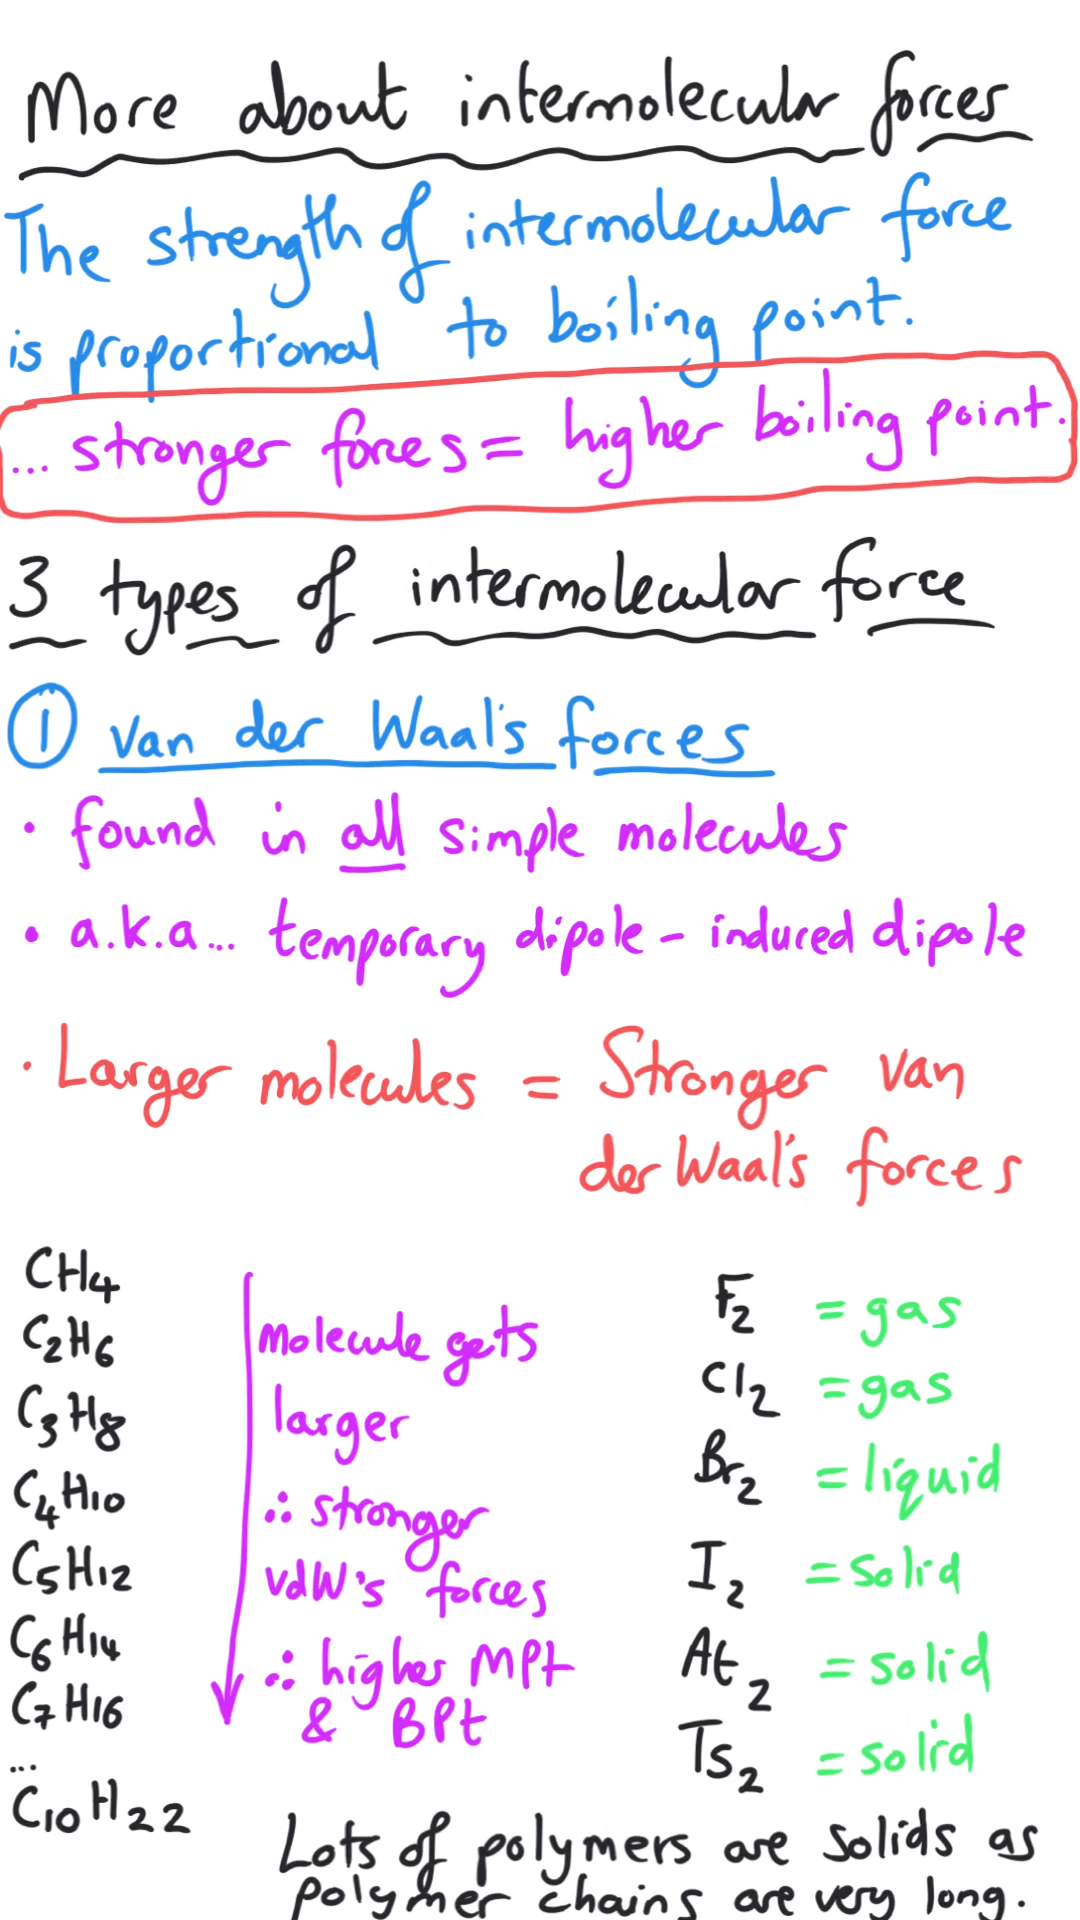 More about intermolecular forces
The strength of intermolecular force
is proportional to boiling point.
... stronger forces = higher boiling point.
3 types of intermolecular force
① van der Waal's forces
• found in all simple molecules
• a.k.a... temporary dipole - induced dipole
• Larger molecules = Stronger van
der Waal's forces
CH4
C2H6
C3H8
C4H10
C5H12
C6H14
C7H16
...
C10H22
molecule gets
larger
∴ stronger
vdW's forces
∴ higher MPt
& BPt
F2 = gas
Cl2 = gas
Br2 = liquid
I2 = solid
At2 = solid
Ts2 = solid
Lots of polymers are solids as
polymer chains are very long.